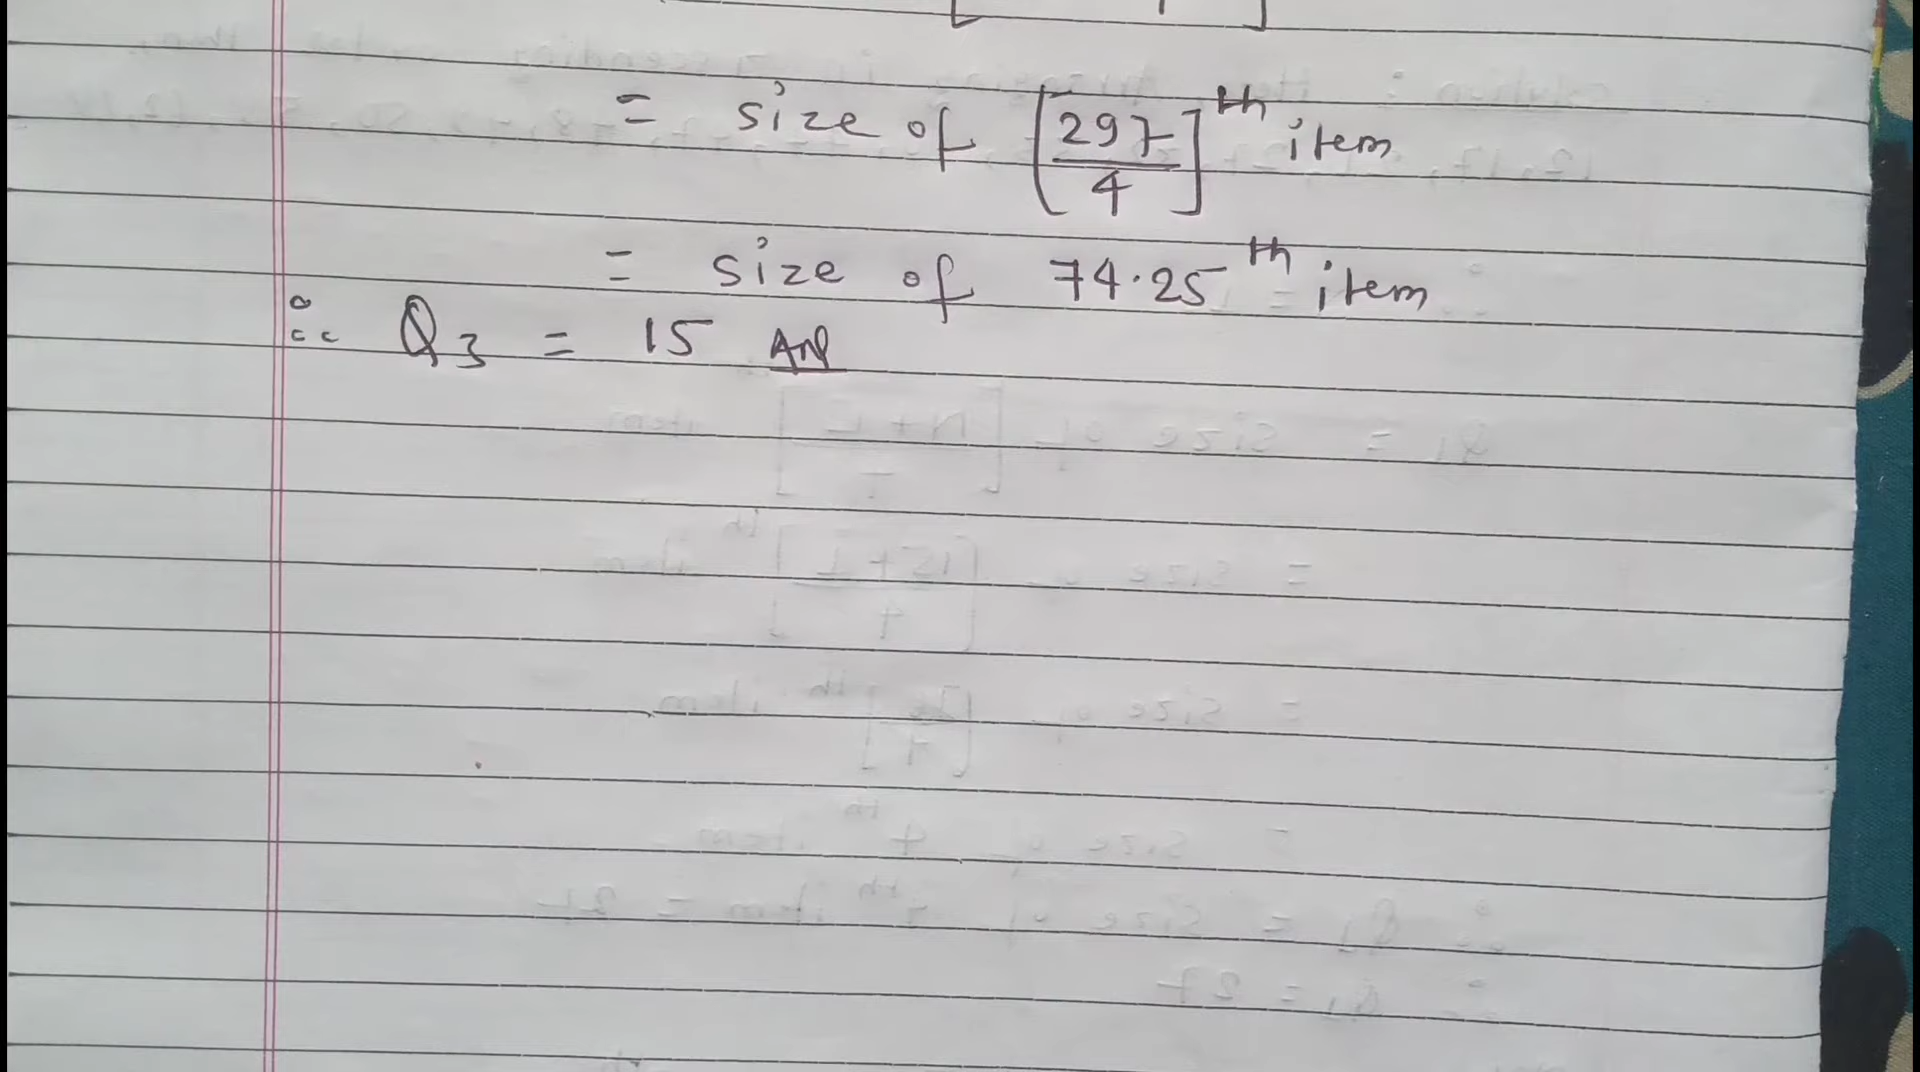 = size of [297/4]th item
= size of 74.25th item
∴ Q3 = 15 Ans